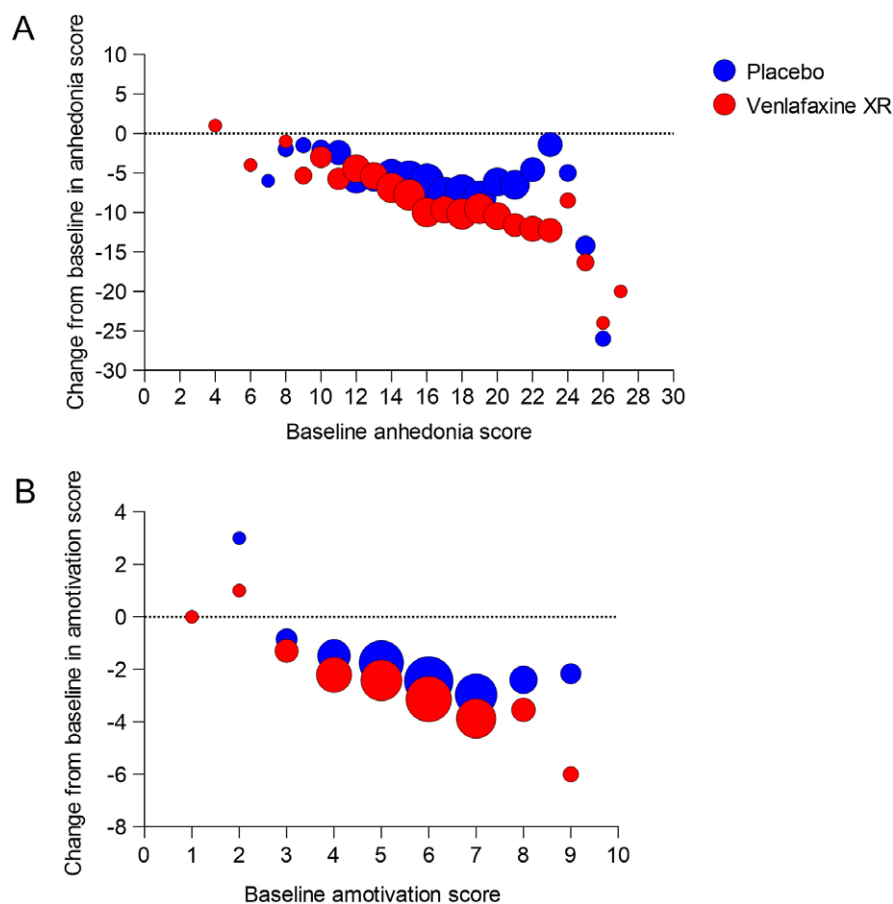 A
Change from baseline in anhedonia score
10
5
0
-5
-10
-15
-20
-25
-30
0 2 4 6 8 10 12 14 16 18 20 22 24 26 28 30
Baseline anhedonia score
Placebo
Venlafaxine XR
B
Change from baseline in amotivation score
4
2
0
-2
-4
-6
-8
0 1 2 3 4 5 6 7 8 9 10
Baseline amotivation score